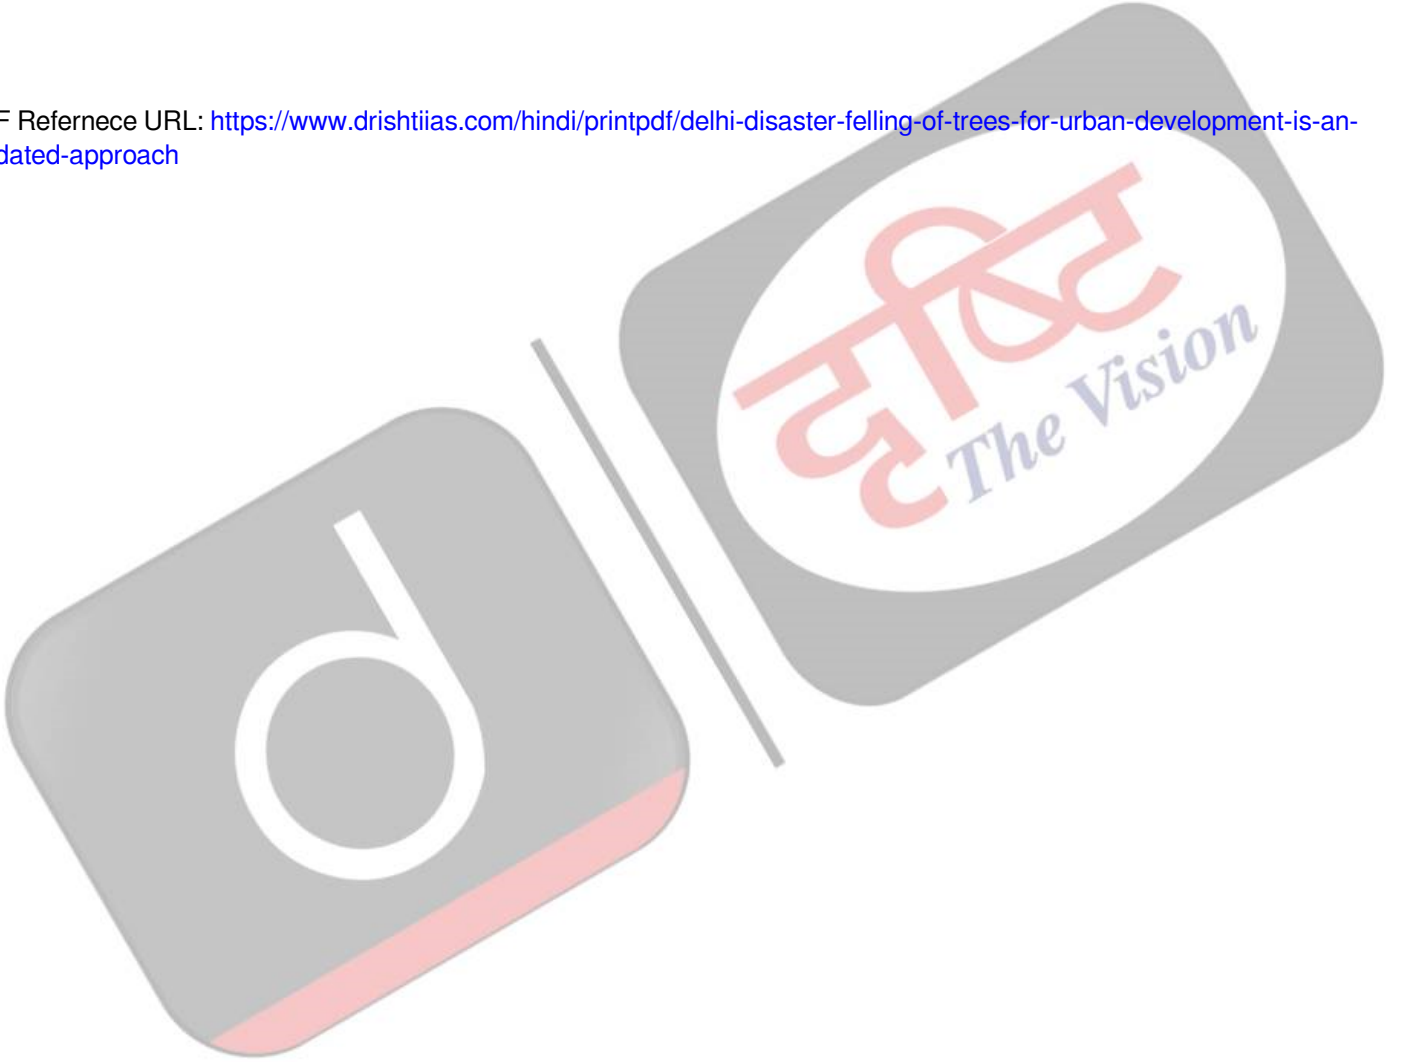 F Refernece URL: https://www.drishtiias.com/hindi/printpdf/delhi-disaster-felling-of-trees-for-urban-development-is-an-
dated-approach
दृष्टि
The Vision
d